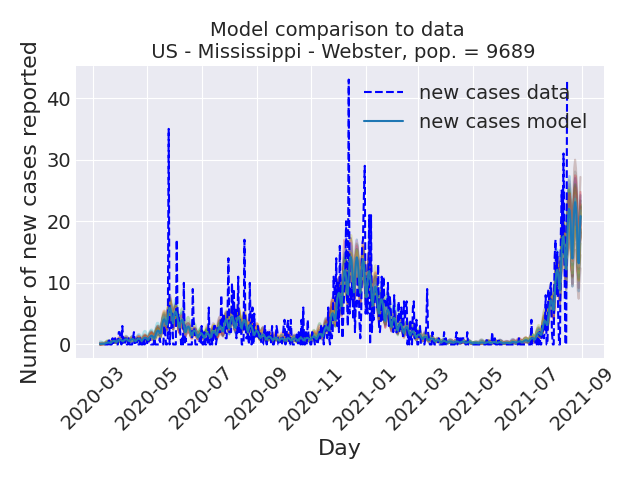 Model comparison to data
US - Mississippi - Webster, pop. = 9689
Number of new cases reported
40
30
20
10
0
new cases data
new cases model
2020-03
2020-05
2020-07
2020-09
2020-11
2021-01
2021-03
2021-05
2021-07
2021-09
Day